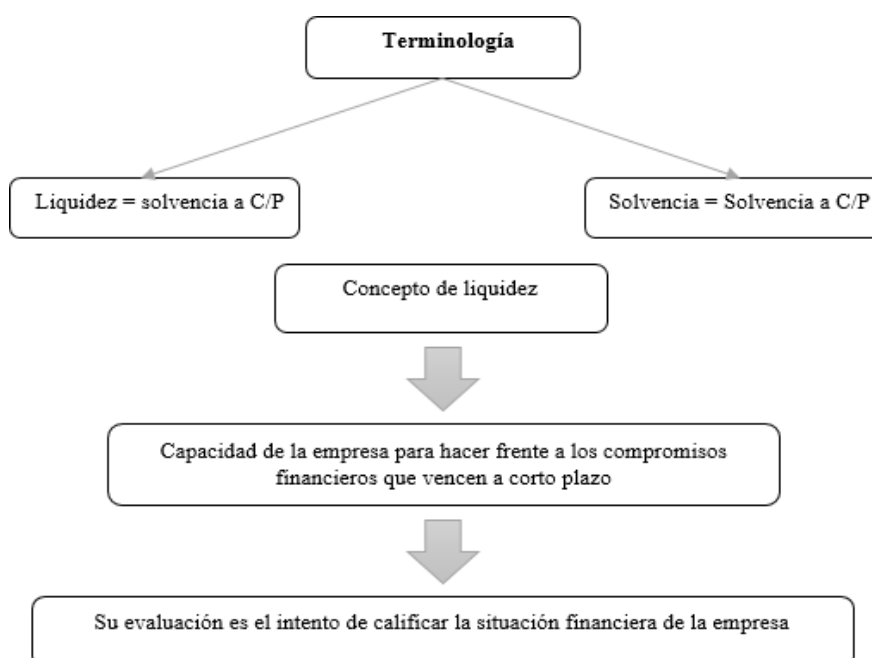 Terminología
Liquidez = solvencia a C/P
Solvencia = Solvencia a C/P
Concepto de liquidez
Capacidad de la empresa para hacer frente a los compromisos
financieros que vencen a corto plazo
Su evaluación es el intento de calificar la situación financiera de la empresa